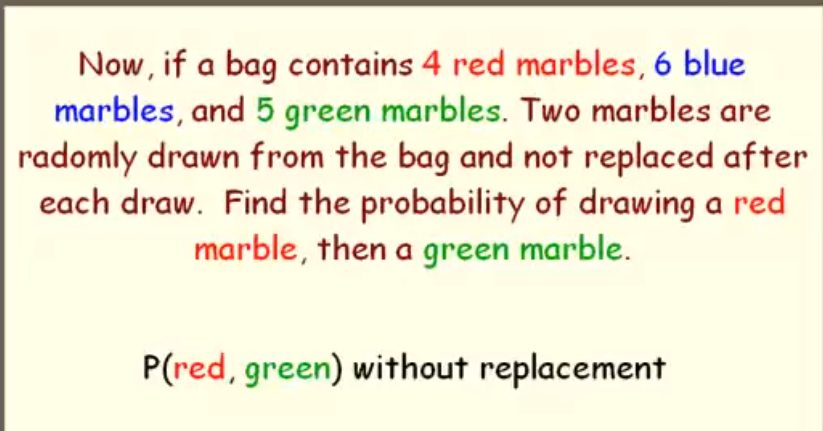 Now, if a bag contains 4 red marbles, 6 blue
marbles, and 5 green marbles. Two marbles are
radomly drawn from the bag and not replaced after
each draw. Find the probability of drawing a red
marble, then a green marble.
P(red, green) without replacement